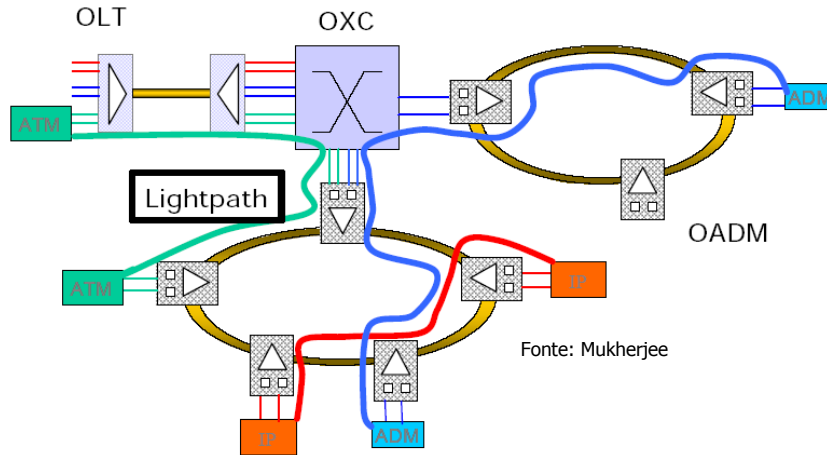 OLT
OXC
ATM
ADM
Lightpath
OADM
ATM
IP
Fonte: Mukherjee
IP
ADM